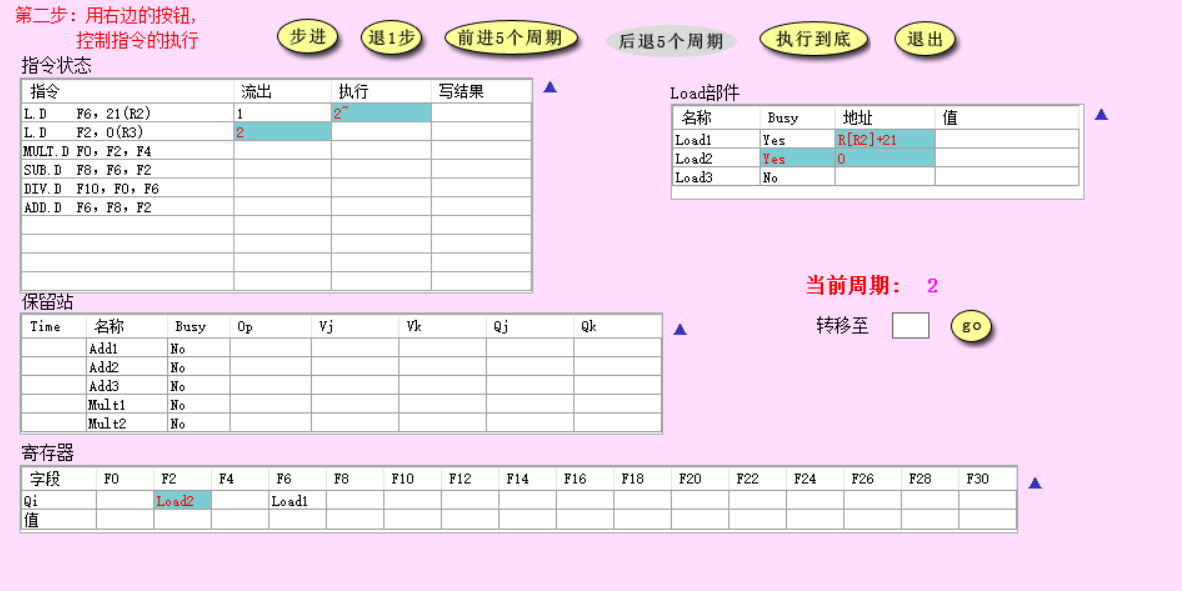 第二步：用右边的按钮，
控制指令的执行
步进 退1步 前进5个周期 后退5个周期 执行到底 退出
指令状态
指令 流出 执行 写结果
L.D F6，21(R2) 1 2~
L.D F2，0(R3) 2
MULT.D F0，F2，F4
SUB.D F8，F6，F2
DIV.D F10，F0，F6
ADD.D F6，F8，F2
Load部件
名称 Busy 地址 值
Load1 Yes R[R2]+21
Load2 Yes 0
Load3 No
当前周期： 2
转移至 go
保留站
Time 名称 Busy Op Vj Vk Qj Qk
Add1 No
Add2 No
Add3 No
Mult1 No
Mult2 No
寄存器
字段 F0 F2 F4 F6 F8 F10 F12 F14 F16 F18 F20 F22 F24 F26 F28 F30
Qi Load2 Load1
值